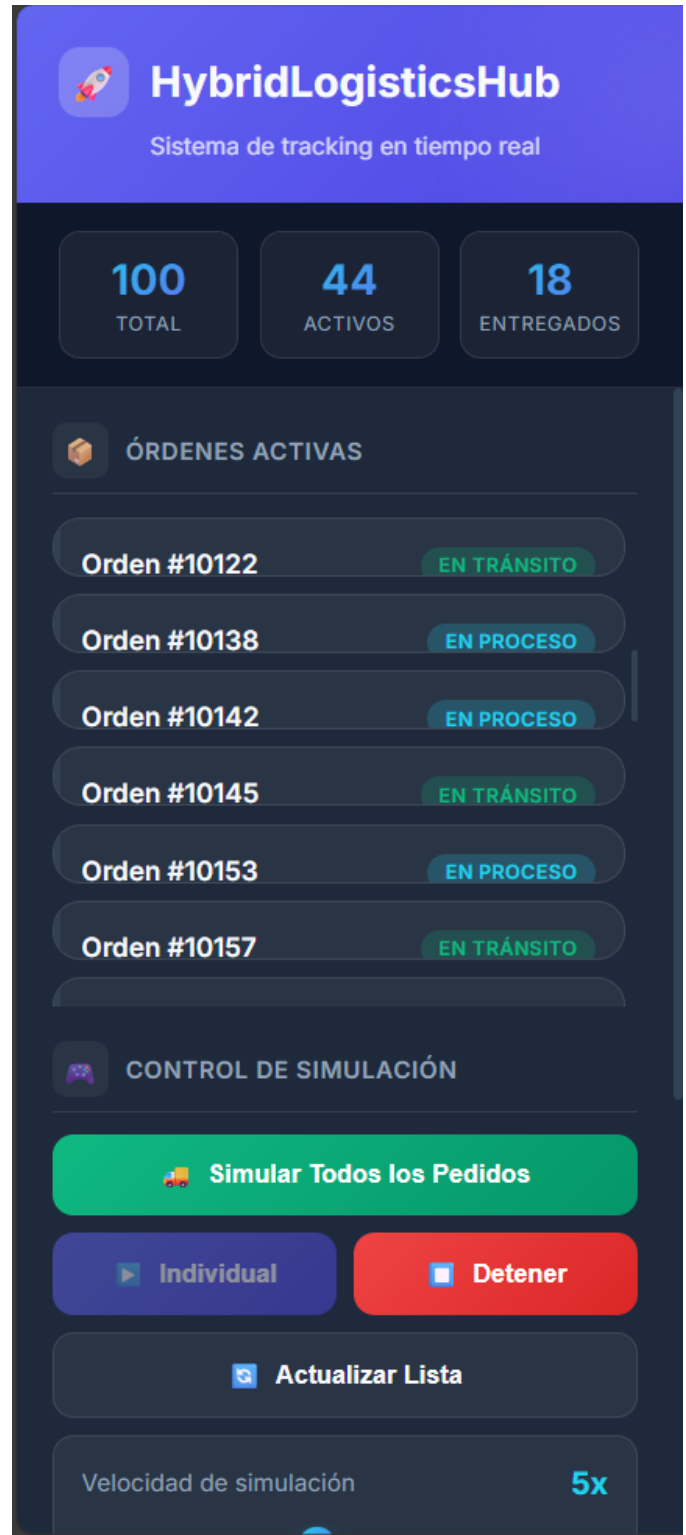 HybridLogisticsHub
Sistema de tracking en tiempo real
100
TOTAL
44
ACTIVOS
18
ENTREGADOS
ÓRDENES ACTIVAS
Orden #10122 EN TRÁNSITO
Orden #10138 EN PROCESO
Orden #10142 EN PROCESO
Orden #10145 EN TRÁNSITO
Orden #10153 EN PROCESO
Orden #10157 EN TRÁNSITO
CONTROL DE SIMULACIÓN
Simular Todos los Pedidos
Individual
Detener
Actualizar Lista
Velocidad de simulación 5x